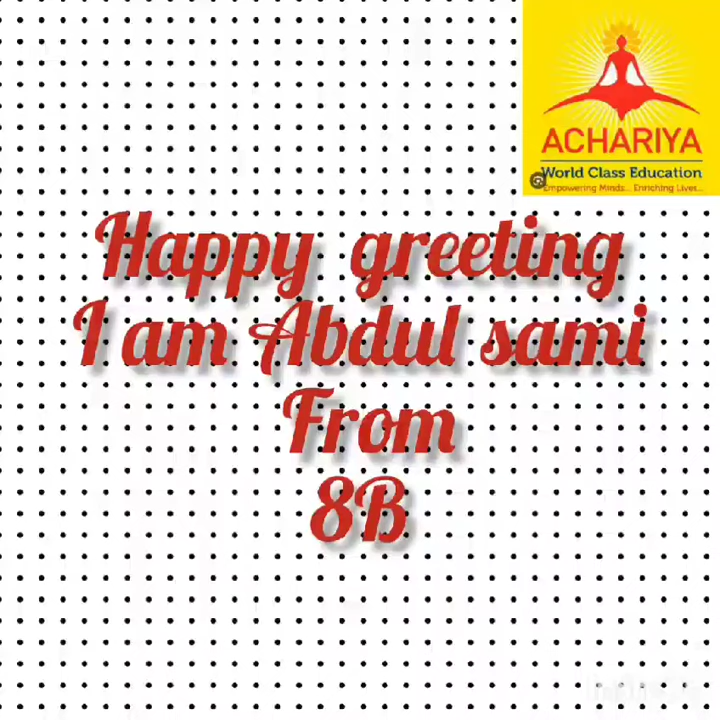 ACHARIYA
World Class Education
Empowering Minds... Enriching Lives...
Happy greeting
I am Abdul sami
From
8B